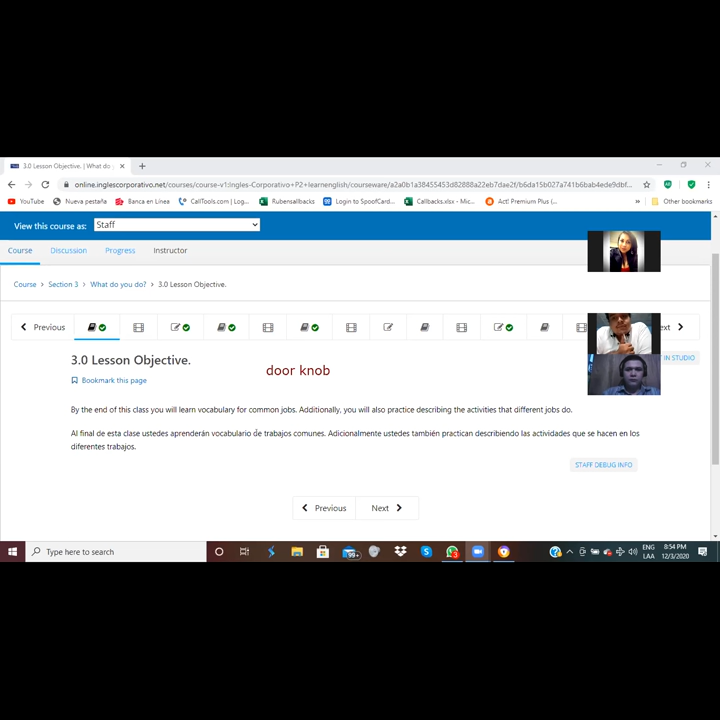 3.0 Lesson Objective. | What do
online.inglescorporativo.net/courses/course-v1:Ingles-Corporativo+P2+learnenglish/courseware/a2a0b1a38455453d82888a22eb7dae2f/b6da15b027a741b6bab4ede9dbf...
YouTube Nueva pestaña Banca en Línea CallTools.com | Log... Rubensallbacks Login to SpoofCard... Callbacks.xlsx - Mic... Act! Premium Plus (... » Other bookmarks
View this course as: Staff
Course Discussion Progress Instructor
Course > Section 3 > What do you do? > 3.0 Lesson Objective.
Previous
3.0 Lesson Objective.
IN STUDIO
door knob
Bookmark this page
By the end of this class you will learn vocabulary for common jobs. Additionally, you will also practice describing the activities that different jobs do.
Al final de esta clase ustedes aprenderán vocabulario de trabajos comunes. Adicionalmente ustedes también practican describiendo las actividades que se hacen en los
diferentes trabajos.
STAFF DEBUG INFO
Previous Next
Type here to search
99+
3
ENG
LAA
8:54 PM
12/3/2020